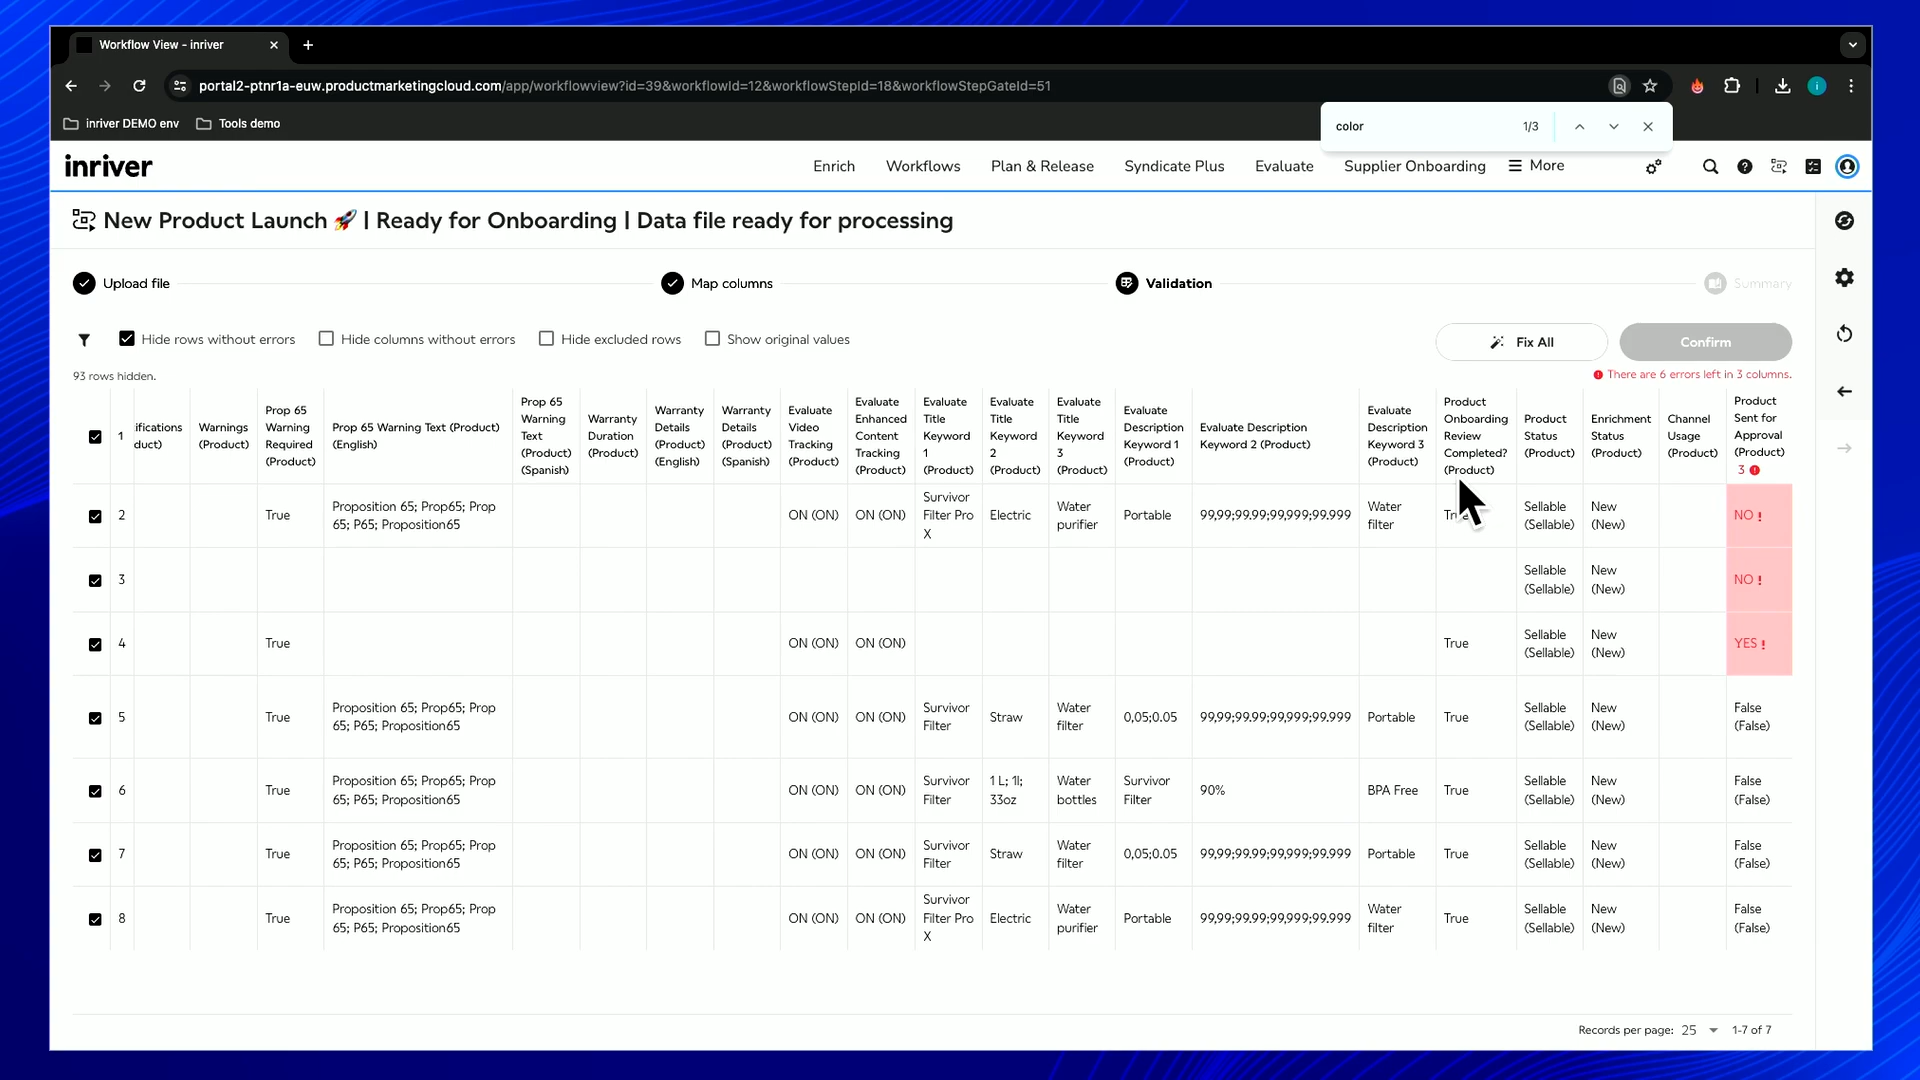 Workflow View - inriver
portal2-ptnr1a-euw.productmarketingcloud.com/app/workflowview?id=39&workflowId=12&workflowStepId=18&workflowStepGateId=51
i
inriver DEMO env
Tools demo
color
1/3
inriver
Enrich
Workflows
Plan & Release
Syndicate Plus
Evaluate
Supplier Onboarding
More
New Product Launch 🚀 | Ready for Onboarding | Data file ready for processing
Upload file
Map columns
Validation
Summary
Hide rows without errors
Hide columns without errors
Hide excluded rows
Show original values
Fix All
Confirm
93 rows hidden.
There are 6 errors left in 3 columns.
1
ifications
duct)
Warnings
(Product)
Prop 65
Warning
Required
(Product)
Prop 65 Warning Text (Product)
(English)
Prop 65
Warning
Text
(Product)
(Spanish)
Warranty
Duration
(Product)
Warranty
Details
(Product)
(English)
Warranty
Details
(Product)
(Spanish)
Evaluate
Video
Tracking
(Product)
Evaluate
Enhanced
Content
Tracking
(Product)
Evaluate
Title
Keyword
1
(Product)
Evaluate
Title
Keyword
2
(Product)
Evaluate
Title
Keyword
3
(Product)
Evaluate
Description
Keyword 1
(Product)
Evaluate Description
Keyword 2 (Product)
Evaluate
Description
Keyword 3
(Product)
Product
Onboarding
Review
Completed?
(Product)
Product
Status
(Product)
Enrichment
Status
(Product)
Channel
Usage
(Product)
Product
Sent for
Approval
(Product)
3
2
True
Proposition 65; Prop65; Prop
65; P65; Proposition65
ON (ON)
ON (ON)
Survivor
Filter Pro
X
Electric
Water
purifier
Portable
99,99;99.99;99,999;99.999
Water
filter
True
Sellable
(Sellable)
New
(New)
NO !
3
Sellable
(Sellable)
New
(New)
NO !
4
True
ON (ON)
ON (ON)
True
Sellable
(Sellable)
New
(New)
YES !
5
True
Proposition 65; Prop65; Prop
65; P65; Proposition65
ON (ON)
ON (ON)
Survivor
Filter
Straw
Water
filter
0,05;0.05
99,99;99.99;99,999;99.999
Portable
True
Sellable
(Sellable)
New
(New)
False
(False)
6
True
Proposition 65; Prop65; Prop
65; P65; Proposition65
ON (ON)
ON (ON)
Survivor
Filter
1 L; 1l;
33oz
Water
bottles
Survivor
Filter
90%
BPA Free
True
Sellable
(Sellable)
New
(New)
False
(False)
7
True
Proposition 65; Prop65; Prop
65; P65; Proposition65
ON (ON)
ON (ON)
Survivor
Filter
Straw
Water
filter
0,05;0.05
99,99;99.99;99,999;99.999
Portable
True
Sellable
(Sellable)
New
(New)
False
(False)
8
True
Proposition 65; Prop65; Prop
65; P65; Proposition65
ON (ON)
ON (ON)
Survivor
Filter Pro
X
Electric
Water
purifier
Portable
99,99;99.99;99,999;99.999
Water
filter
True
Sellable
(Sellable)
New
(New)
False
(False)
Records per page: 25
1-7 of 7